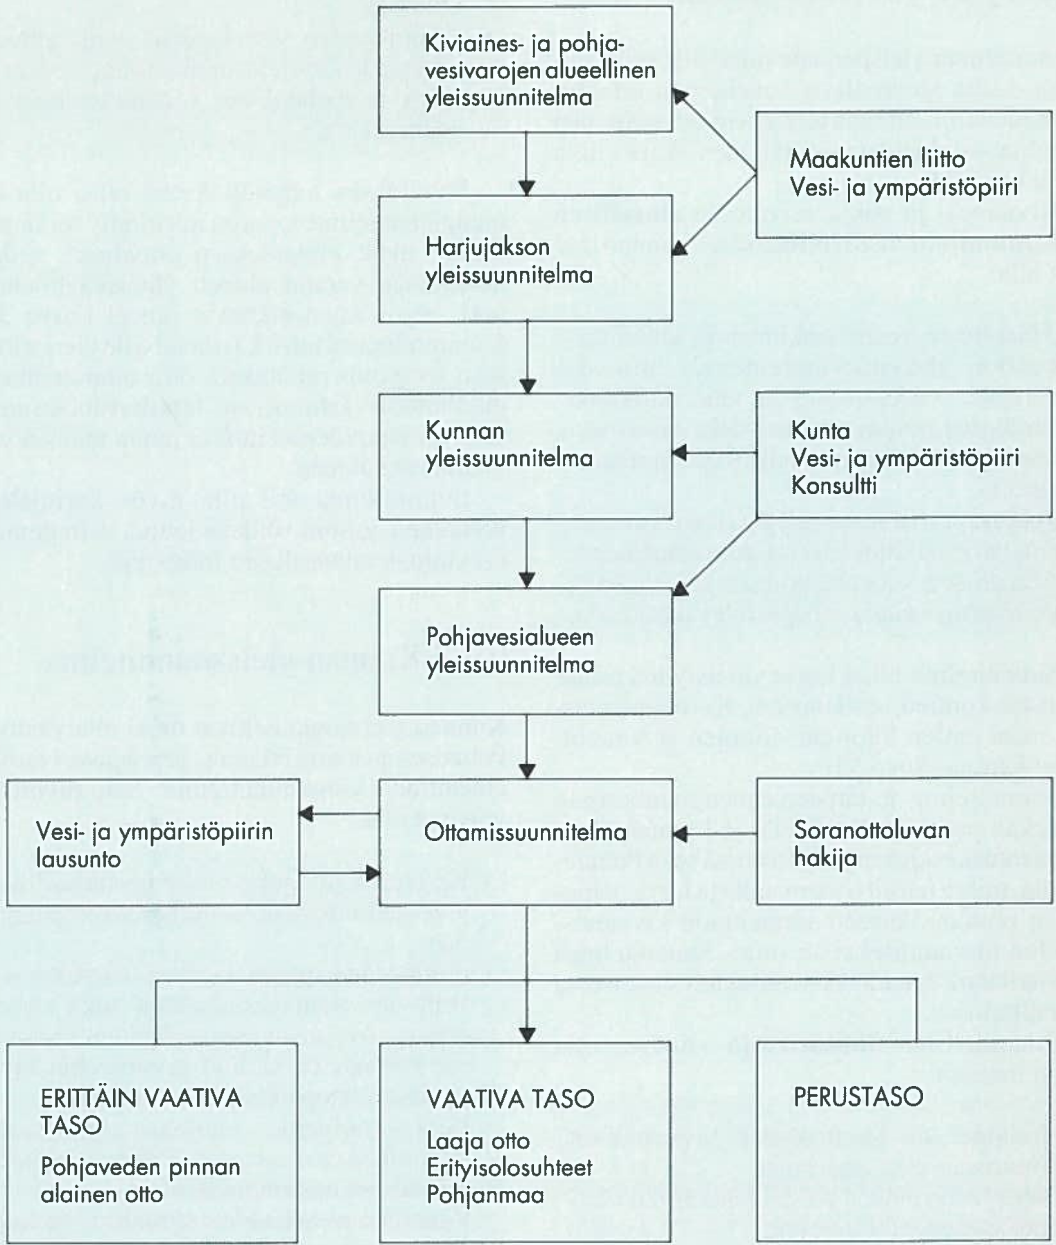 Kiviaines- ja pohja-
vesivarojen alueellinen
yleissuunnitelma
Maakuntien liitto
Vesi- ja ympäristöpiiri
Harjujakson
yleissuunnitelma
Kunnan
yleissuunnitelma
Kunta
Vesi- ja ympäristöpiiri
Konsultti
Pohjavesialueen
yleissuunnitelma
Vesi- ja ympäristöpiirin
lausunto
Ottamissuunnitelma
Soranottoluvan
hakija
ERITTÄIN VAATIVA
TASO
Pohjaveden pinnan
alainen otto
VAATIVA TASO
Laaja otto
Erityisolosuhteet
Pohjanmaa
PERUSTASO